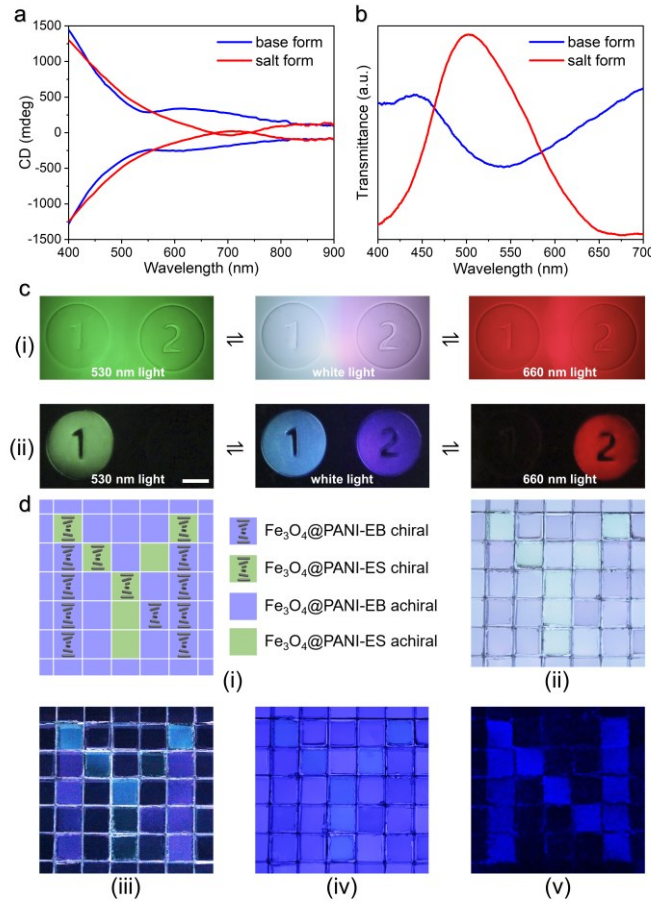 a
1500
1000
500
0
-500
-1000
-1500
CD (mdeg)
base form
salt form
400 500 600 700 800 900
Wavelength (nm)
b
Transmittance (a.u.)
base form
salt form
400 450 500 550 600 650 700
Wavelength (nm)
c
(i)
1 2
530 nm light
⇌
1 2
white light
⇌
1 2
660 nm light
(ii)
1
530 nm light
⇌
1 2
white light
⇌
2
660 nm light
d
Fe₃O₄@PANI-EB chiral
Fe₃O₄@PANI-ES chiral
Fe₃O₄@PANI-EB achiral
Fe₃O₄@PANI-ES achiral
(i)
(ii)
(iii)
(iv)
(v)